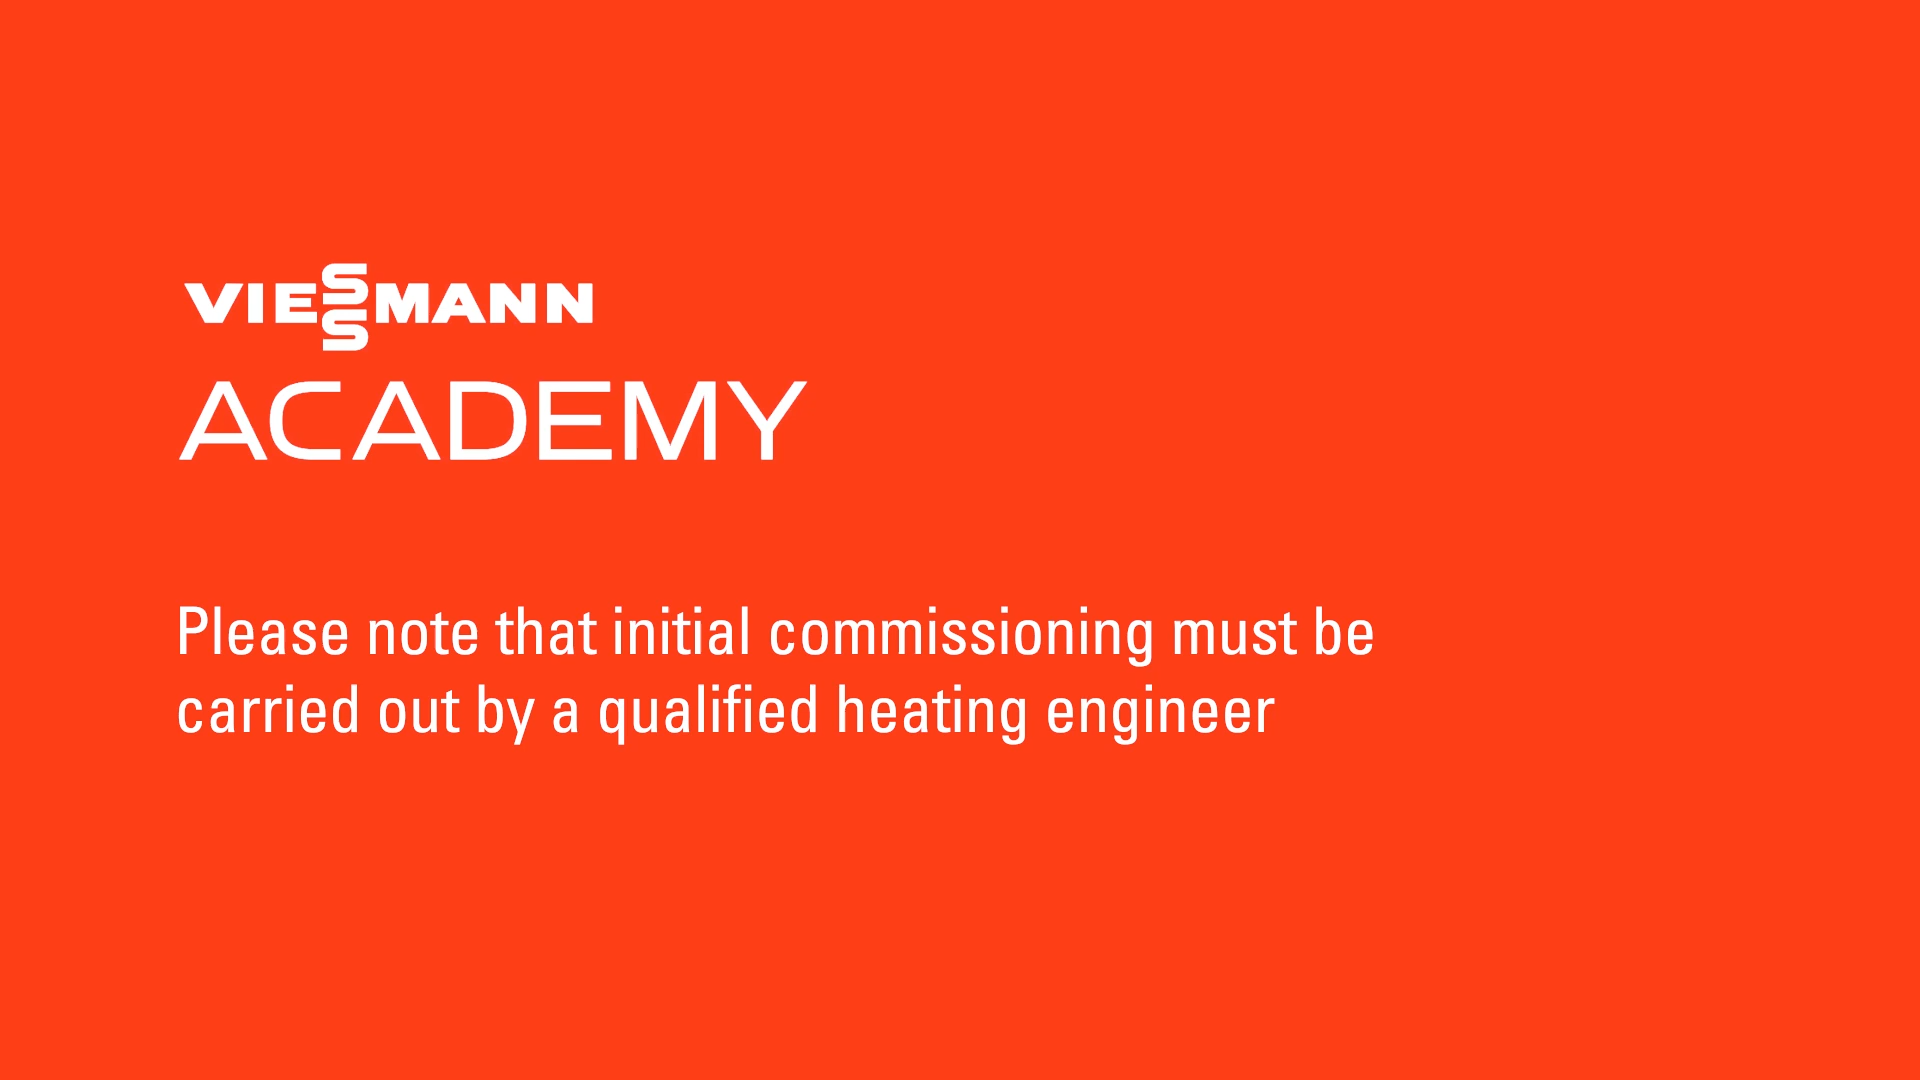 VIESSMANN
ACADEMY
Please note that initial commissioning must be
carried out by a qualified heating engineer